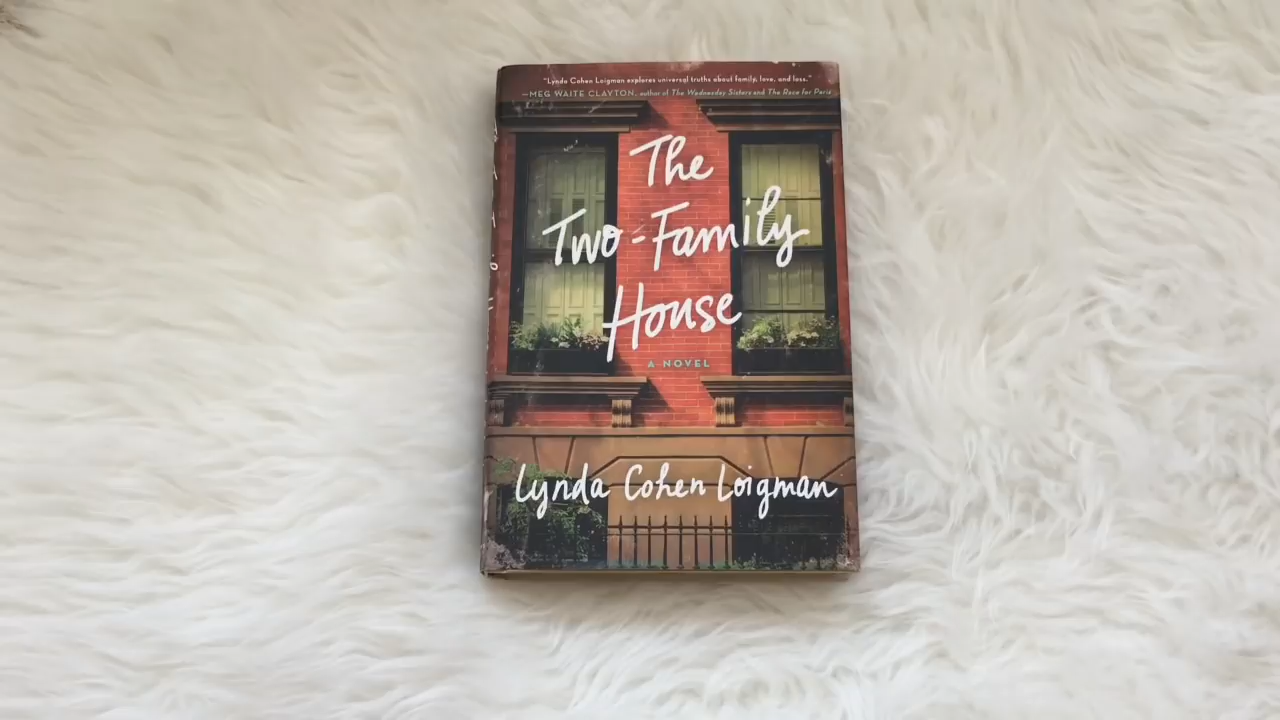 "Lynda Cohen Loigman explores universal truths about family, love, and loss."
—MEG WAITE CLAYTON, author of The Wednesday Sisters and The Race for Paris
The
Two-Family
House
A NOVEL
Lynda Cohen Loigman